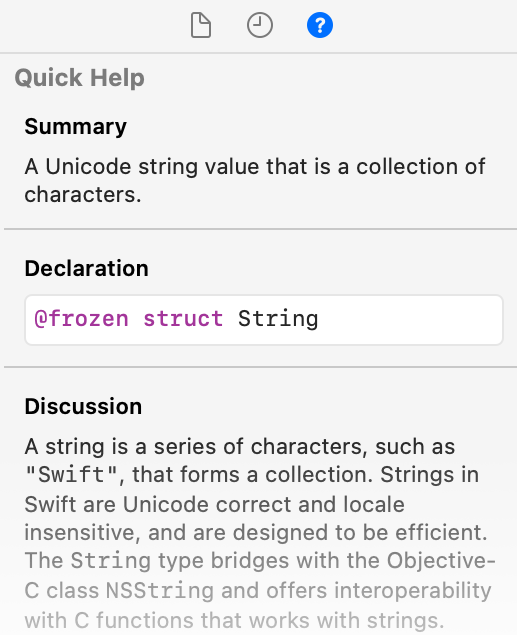 ?
Quick Help
Summary
A Unicode string value that is a collection of
characters.
Declaration
@frozen struct String
Discussion
A string is a series of characters, such as
"Swift", that forms a collection. Strings in
Swift are Unicode correct and locale
insensitive, and are designed to be efficient.
The String type bridges with the Objective-
C class NSString and offers interoperability
with C functions that works with strings.